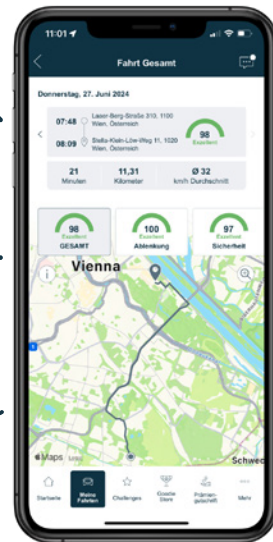 11:01
Fahrt Gesamt
Donnerstag, 27. Juni 2024
07:48 Laaer-Berg-Straße 310, 1100
Wien, Österreich
08:09 Stella-Klein-Löw-Weg 11, 1020
Wien, Österreich
98
Exzellent
21
Minuten
11,31
Kilometer
Ø 32
km/h Durchschnitt
98
Exzellent
GESAMT
100
Exzellent
Ablenkung
97
Exzellent
Sicherheit
Vienna
Maps Legal
Schwec
Startseite
Meine
Fahrten
Challenges
Goodie
Store
Prämien-
gutschrift
Mehr